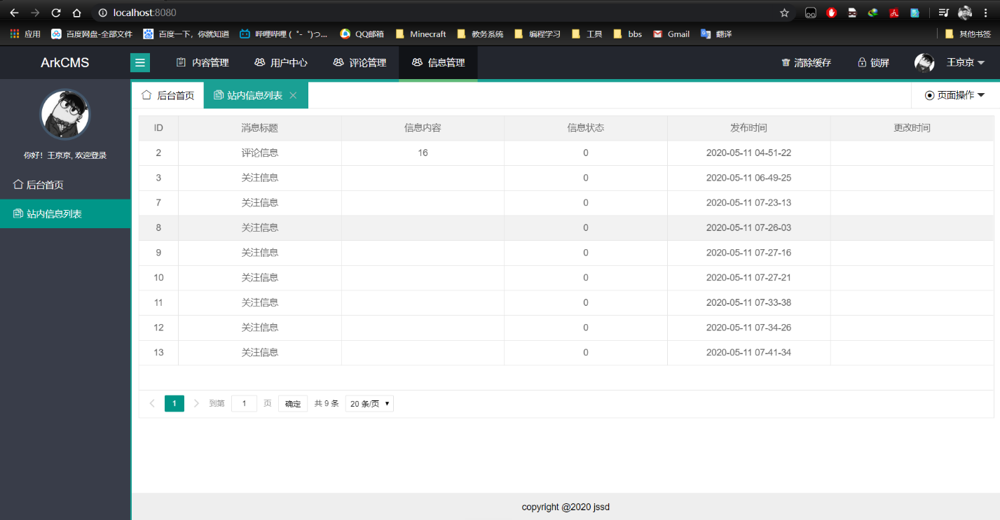 localhost:8080
应用 百度网盘-全部文件 百度一下，你就知道 哔哩哔哩 ( ゜- ゜)つ... QQ邮箱 Minecraft 教务系统 编程学习 工具 bbs Gmail 翻译 其他书签
ArkCMS 内容管理 用户中心 评论管理 信息管理 清除缓存 锁屏 王京京
后台首页 站内信息列表 页面操作
你好！王京京, 欢迎登录
后台首页
站内信息列表
ID 消息标题 信息内容 信息状态 发布时间 更改时间
2 评论信息 16 0 2020-05-11 04-51-22
3 关注信息 0 2020-05-11 06-49-25
7 关注信息 0 2020-05-11 07-23-13
8 关注信息 0 2020-05-11 07-26-03
9 关注信息 0 2020-05-11 07-27-16
10 关注信息 0 2020-05-11 07-27-21
11 关注信息 0 2020-05-11 07-33-38
12 关注信息 0 2020-05-11 07-34-26
13 关注信息 0 2020-05-11 07-41-34
1 到第 1 页 确定 共 9 条 20 条/页
copyright @2020 jssd